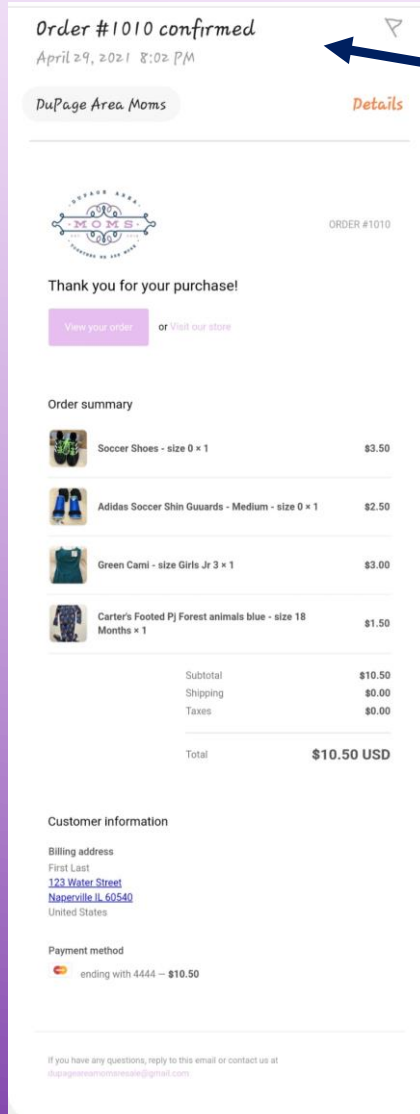 Order #1010 confirmed
April 29, 2021 8:02 PM
DuPage Area Moms
Details
DUPAGE AREA
MOMS
ORDER #1010
Thank you for your purchase!
View your order or Visit our store
Order summary
Soccer Shoes - size 0 × 1 $3.50
Adidas Soccer Shin Guuards - Medium - size 0 × 1 $2.50
Green Cami - size Girls Jr 3 × 1 $3.00
Carter's Footed Pj Forest animals blue - size 18
Months × 1 $1.50
Subtotal $10.50
Shipping $0.00
Taxes $0.00
Total $10.50 USD
Customer information
Billing address
First Last
123 Water Street
Naperville IL 60540
United States
Payment method
ending with 4444 — $10.50
If you have any questions, reply to this email or contact us at
dupageareamomsresale@gmail.com